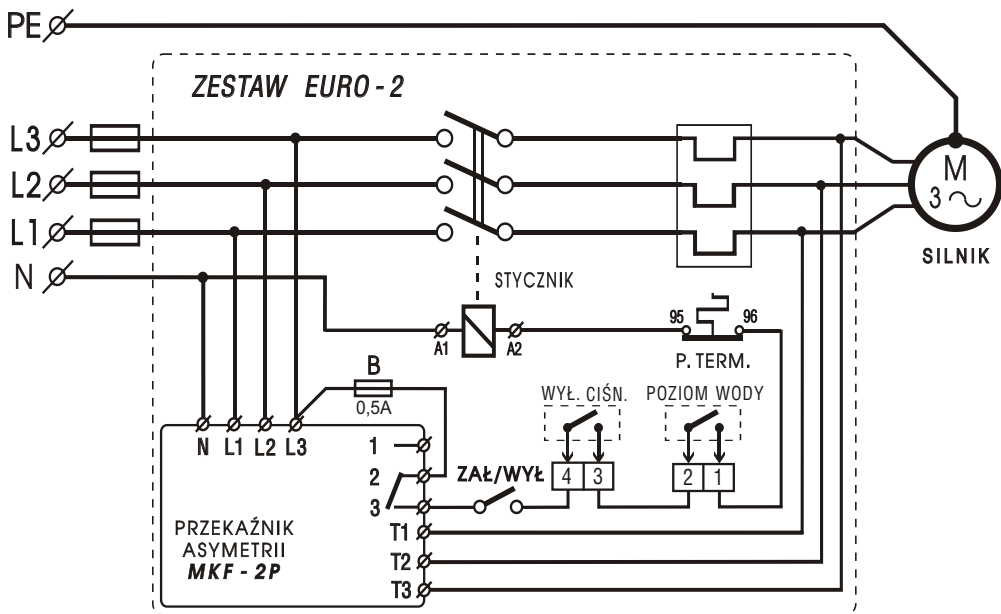 PE
ZESTAW EURO - 2
L3
L2
L1
N
M
3
SILNIK
STYCZNIK
A1
A2
95
96
P. TERM.
B
0,5A
WYŁ. CIŚN.
POZIOM WODY
N L1 L2 L3
1
2
3
ZAŁ/WYŁ
4 3
2 1
PRZEKAŹNIK
ASYMETRII
MKF - 2P
T1
T2
T3